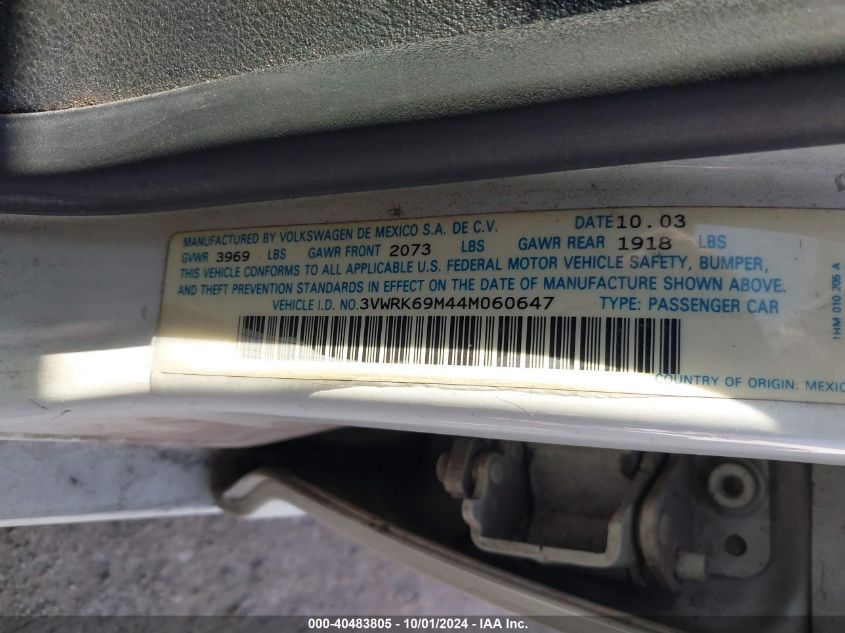 MANUFACTURED BY VOLKSWAGEN DE MEXICO S.A. DE C.V. DATE 10.03
GVWR 3969 LBS GAWR FRONT 2073 LBS GAWR REAR 1918 LBS
THIS VEHICLE CONFORMS TO ALL APPLICABLE U.S. FEDERAL MOTOR VEHICLE SAFETY, BUMPER,
AND THEFT PREVENTION STANDARDS IN EFFECT ON THE DATE OF MANUFACTURE SHOWN ABOVE.
VEHICLE I.D. NO. 3VWRK69M44M060647 TYPE: PASSENGER CAR
COUNTRY OF ORIGIN: MEXICO
1HM 010 205 A
000-40483805 - 10/01/2024 - IAA Inc.